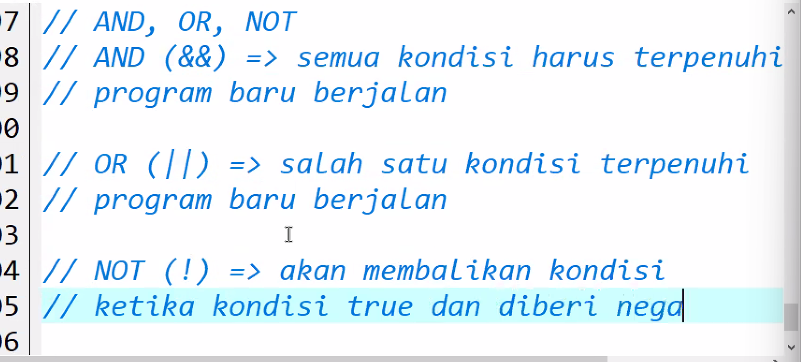 07 // AND, OR, NOT
08 // AND (&&) => semua kondisi harus terpenuhi
09 // program baru berjalan
00
01 // OR (||) => salah satu kondisi terpenuhi
02 // program baru berjalan
03
04 // NOT (!) => akan membalikan kondisi
05 // ketika kondisi true dan diberi nega
06